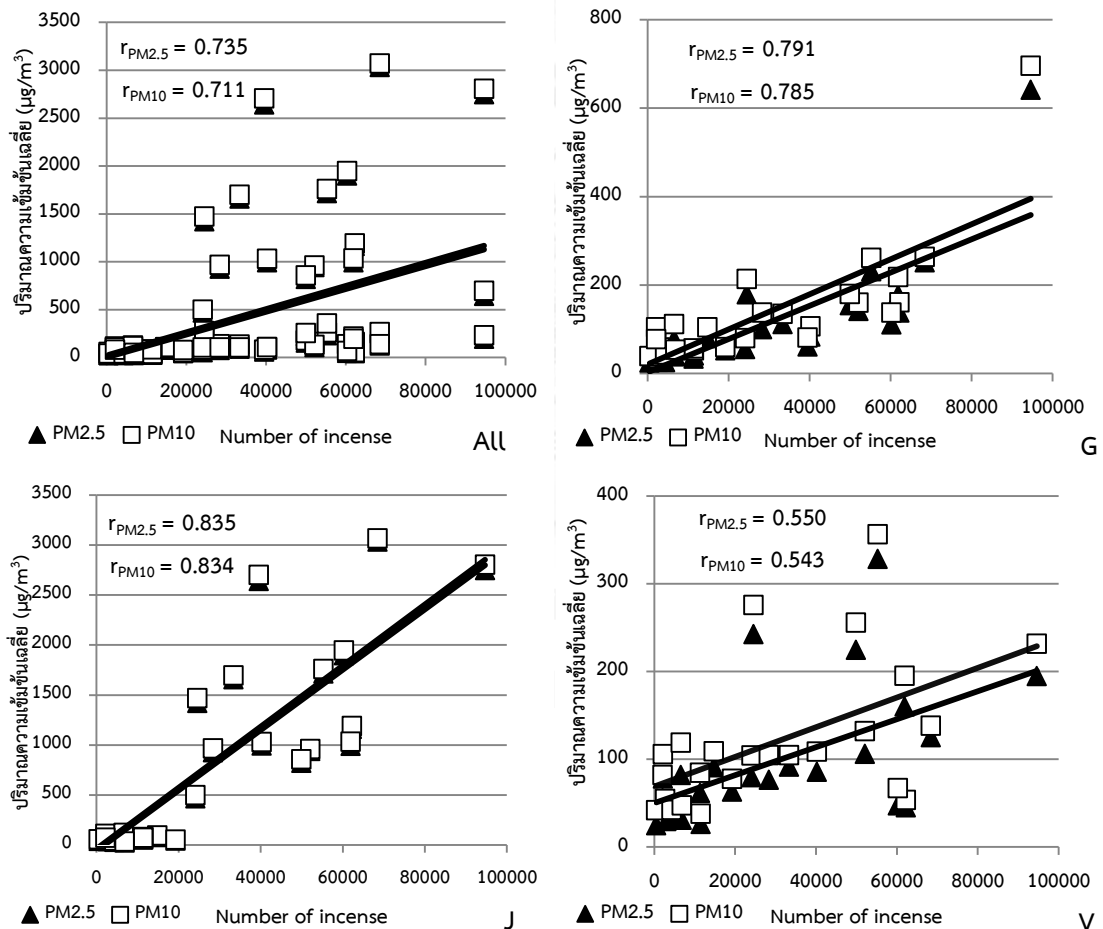 ปริมาณความเข้มข้นเฉลี่ย (µg/m³)
3500
3000
2500
2000
1500
1000
500
0
r_PM2.5 = 0.735
r_PM10 = 0.711
0 20000 40000 60000 80000 100000
▲ PM2.5 □ PM10 Number of incense All
ปริมาณความเข้มข้นเฉลี่ย (µg/m³)
800
600
400
200
0
r_PM2.5 = 0.791
r_PM10 = 0.785
0 20000 40000 60000 80000 100000
▲ PM2.5 □ PM10 Number of incense G
ปริมาณความเข้มข้นเฉลี่ย (µg/m³)
3500
3000
2500
2000
1500
1000
500
0
r_PM2.5 = 0.835
r_PM10 = 0.834
0 20000 40000 60000 80000 100000
▲ PM2.5 □ PM10 Number of incense J
ปริมาณความเข้มข้นเฉลี่ย (µg/m³)
400
300
200
100
0
r_PM2.5 = 0.550
r_PM10 = 0.543
0 20000 40000 60000 80000 100000
▲ PM2.5 □ PM10 Number of incense V